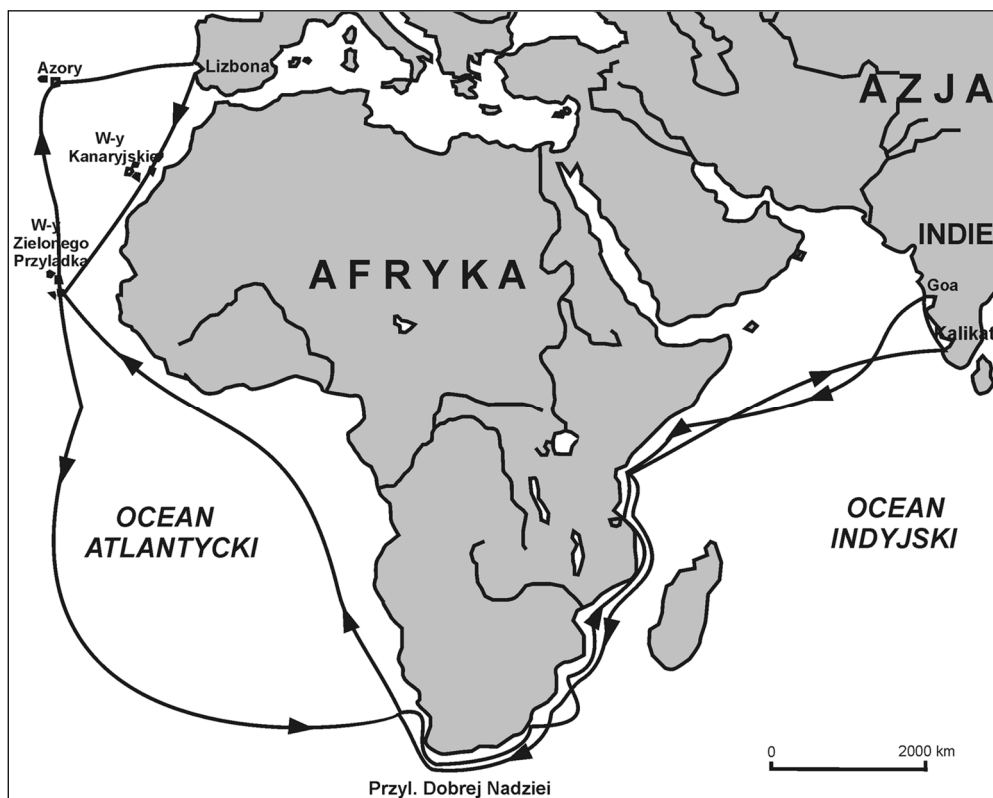 Azory
Lizbona
AZJA
W-y
Kanaryjskie
W-y
Zielonego
Przylądka
AFRYKA
INDIE
Goa
Kalikat
OCEAN
ATLANTYCKI
OCEAN
INDYJSKI
0 2000 km
Przyl. Dobrej Nadziei